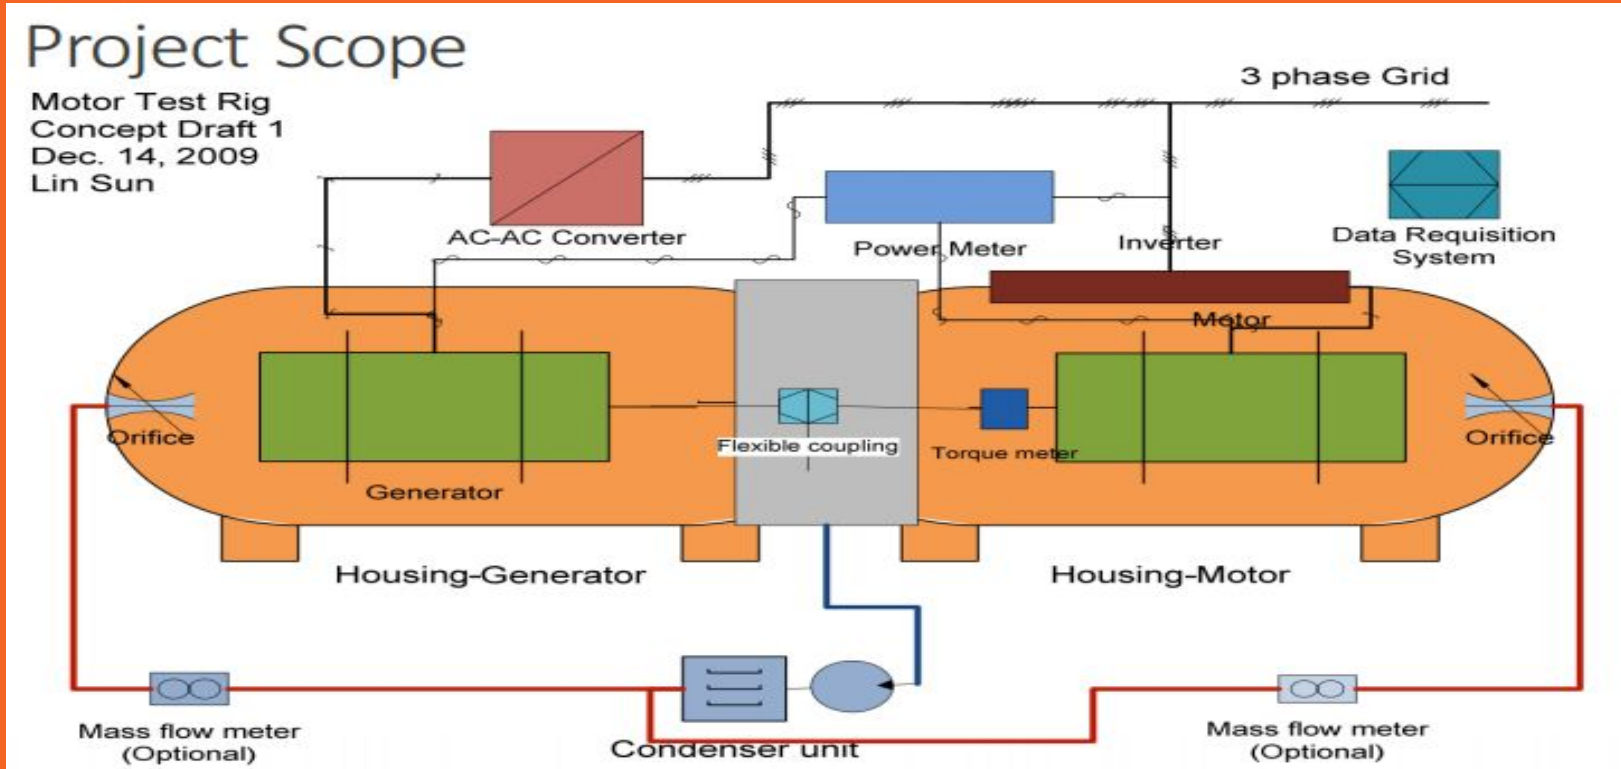 Project Scope
Motor Test Rig
Concept Draft 1
Dec. 14, 2009
Lin Sun
3 phase Grid
AC-AC Converter
Power Meter
Inverter
Data Requisition
System
Motor
Orifice
Flexible coupling
Torque meter
Orifice
Generator
Housing-Generator
Housing-Motor
Mass flow meter
(Optional)
Condenser unit
Mass flow meter
(Optional)